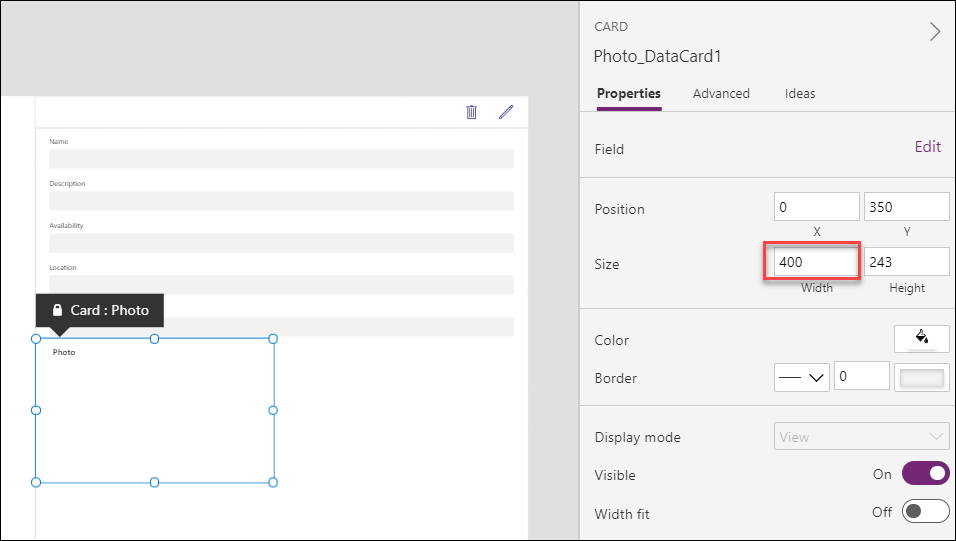 Name
Description
Availability
Location
Card : Photo
Photo
CARD
Photo_DataCard1
Properties Advanced Ideas
Field Edit
Position 0 350
X Y
Size 400 243
Width Height
Color
Border 0
Display mode View
Visible On
Width fit Off